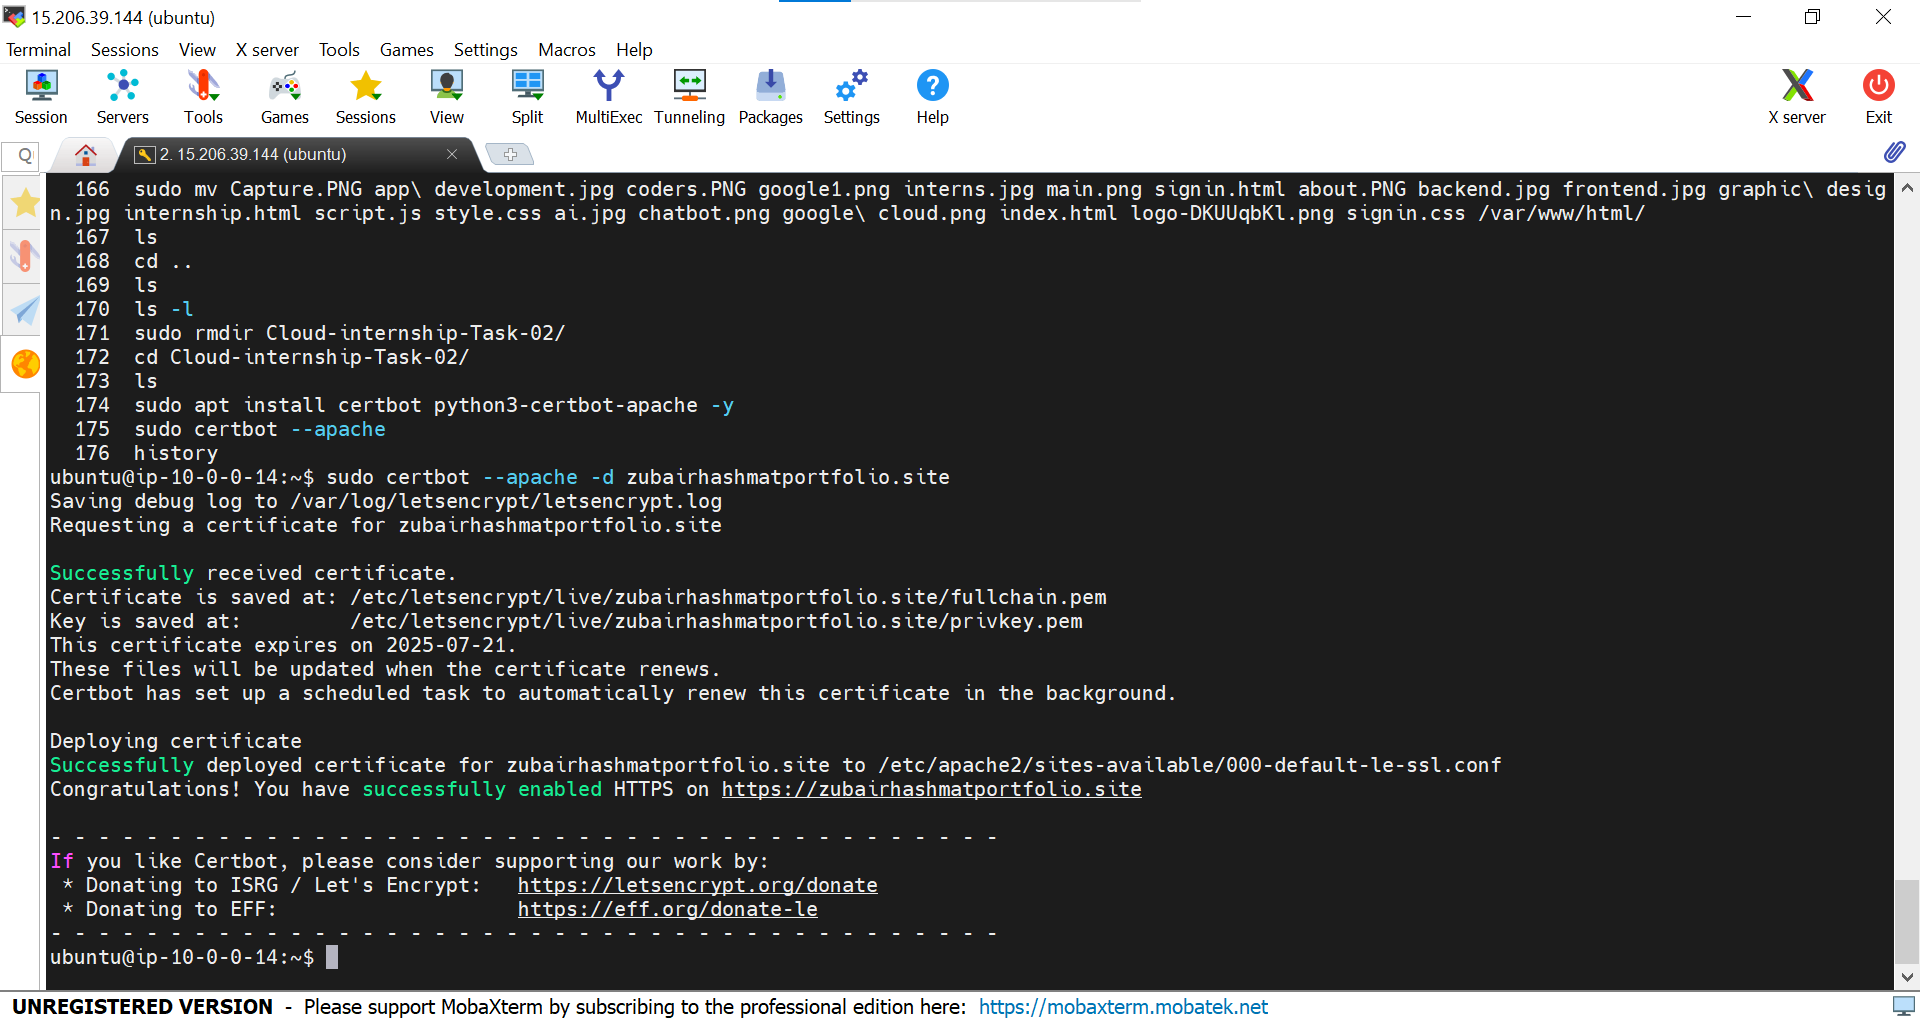 15.206.39.144 (ubuntu)
Terminal Sessions View X server Tools Games Settings Macros Help
Session Servers Tools Games Sessions View Split MultiExec Tunneling Packages Settings Help X server Exit
2. 15.206.39.144 (ubuntu)
166 sudo mv Capture.PNG app\ development.jpg coders.PNG google1.png interns.jpg main.png signin.html about.PNG backend.jpg frontend.jpg graphic\ desig
n.jpg internship.html script.js style.css ai.jpg chatbot.png google\ cloud.png index.html logo-DKUUqbKl.png signin.css /var/www/html/
167 ls
168 cd ..
169 ls
170 ls -l
171 sudo rmdir Cloud-internship-Task-02/
172 cd Cloud-internship-Task-02/
173 ls
174 sudo apt install certbot python3-certbot-apache -y
175 sudo certbot --apache
176 history
ubuntu@ip-10-0-0-14:~$ sudo certbot --apache -d zubairhashmatportfolio.site
Saving debug log to /var/log/letsencrypt/letsencrypt.log
Requesting a certificate for zubairhashmatportfolio.site
Successfully received certificate.
Certificate is saved at: /etc/letsencrypt/live/zubairhashmatportfolio.site/fullchain.pem
Key is saved at: /etc/letsencrypt/live/zubairhashmatportfolio.site/privkey.pem
This certificate expires on 2025-07-21.
These files will be updated when the certificate renews.
Certbot has set up a scheduled task to automatically renew this certificate in the background.
Deploying certificate
Successfully deployed certificate for zubairhashmatportfolio.site to /etc/apache2/sites-available/000-default-le-ssl.conf
Congratulations! You have successfully enabled HTTPS on https://zubairhashmatportfolio.site
- - - - - - - - - - - - - - - - - - - - - - - - - - - - - - - - - - - - - - - -
If you like Certbot, please consider supporting our work by:
* Donating to ISRG / Let's Encrypt: https://letsencrypt.org/donate
* Donating to EFF: https://eff.org/donate-le
- - - - - - - - - - - - - - - - - - - - - - - - - - - - - - - - - - - - - - - -
ubuntu@ip-10-0-0-14:~$
UNREGISTERED VERSION - Please support MobaXterm by subscribing to the professional edition here: https://mobaxterm.mobatek.net